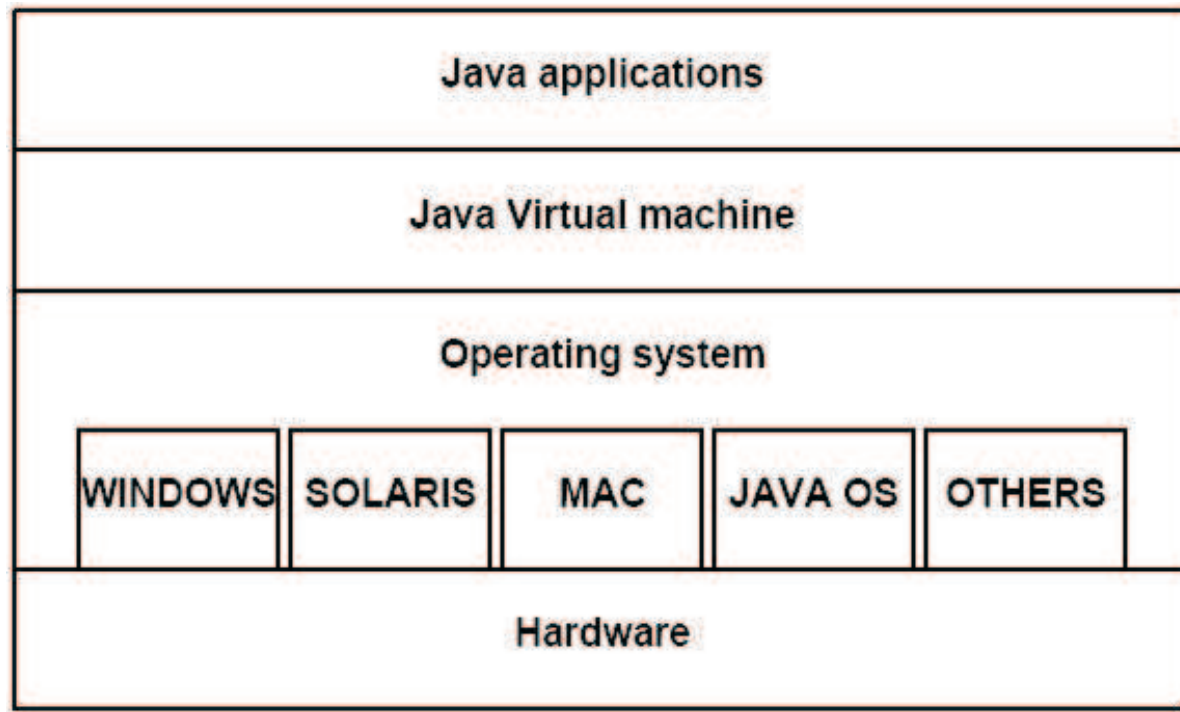 Java applications
Java Virtual machine
Operating system
WINDOWS SOLARIS MAC JAVA OS OTHERS
Hardware